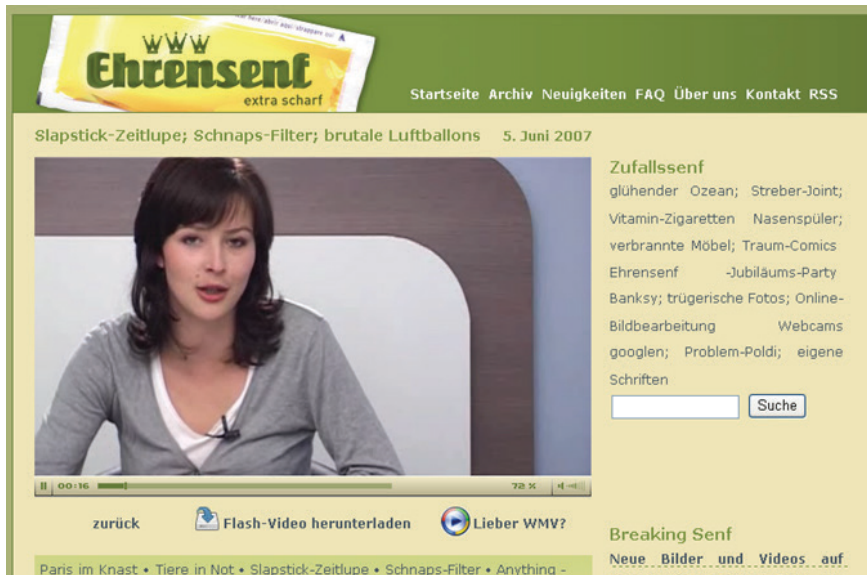 Ehrensenf
extra scharf
Startseite Archiv Neuigkeiten FAQ Über uns Kontakt RSS
Slapstick-Zeitlupe; Schnaps-Filter; brutale Luftballons 5. Juni 2007
00:16
72 %
zurück Flash-Video herunterladen Lieber WMV?
Paris im Knast • Tiere in Not • Slapstick-Zeitlupe • Schnaps-Filter • Anything -
Zufallssenf
glühender Ozean; Streber-Joint;
Vitamin-Zigaretten Nasenspüler;
verbrannte Möbel; Traum-Comics
Ehrensenf -Jubiläums-Party
Banksy; trügerische Fotos; Online-
Bildbearbeitung Webcams
googlen; Problem-Poldi; eigene
Schriften
Suche
Breaking Senf
Neue Bilder und Videos auf